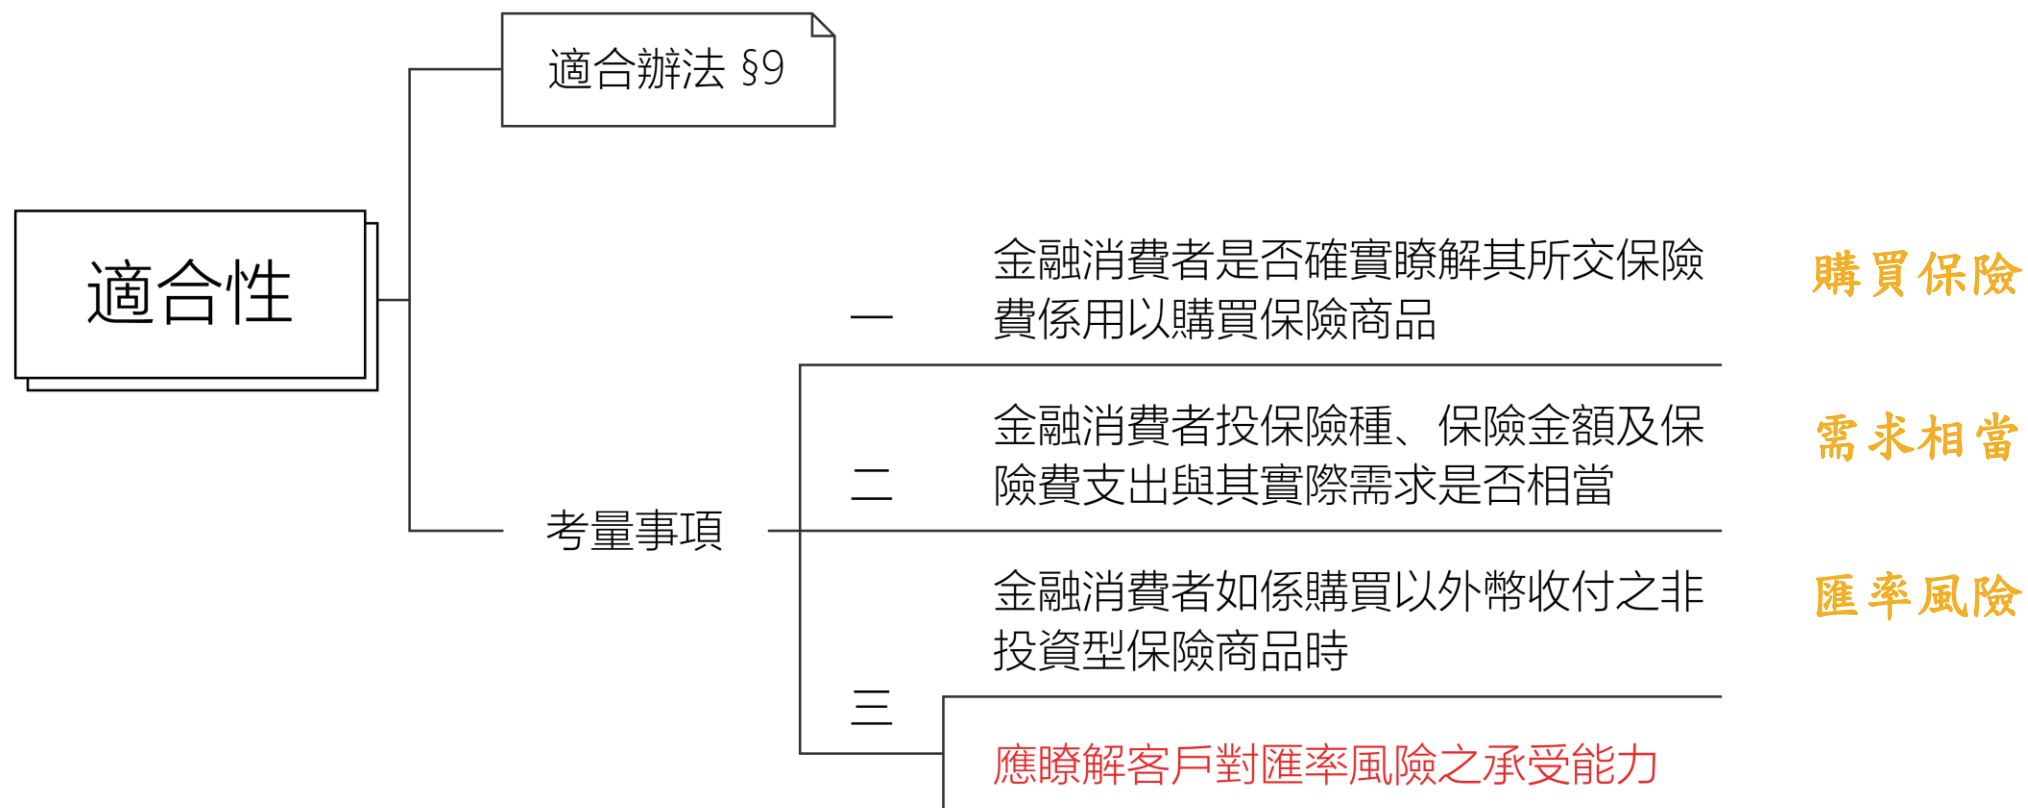 適合辦法 §9
適合性
考量事項
一
金融消費者是否確實瞭解其所交保險
費係用以購買保險商品
購買保險
二
金融消費者投保險種、保險金額及保
險費支出與其實際需求是否相當
需求相當
三
金融消費者如係購買以外幣收付之非
投資型保險商品時
匯率風險
應瞭解客戶對匯率風險之承受能力